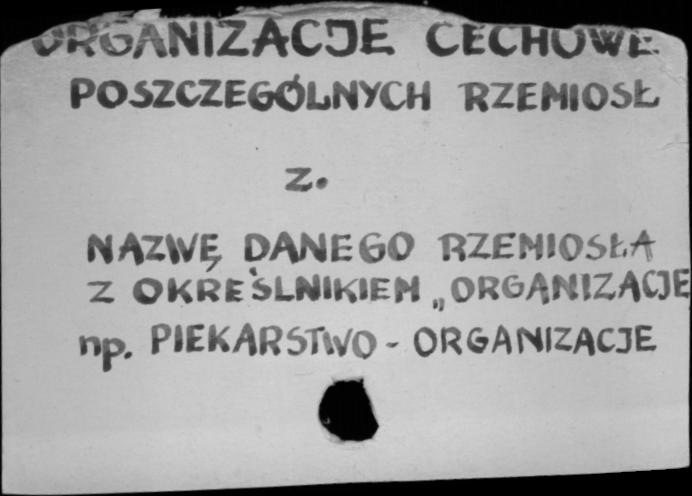 ORGANIZACJE CECHOWE
POSZCZEGÓLNYCH RZEMIOSŁ
z.
NAZWĘ DANEGO RZEMIOSŁA
Z OKREŚLNIKIEM „ORGANIZACJE
np. PIEKARSTWO - ORGANIZACJE